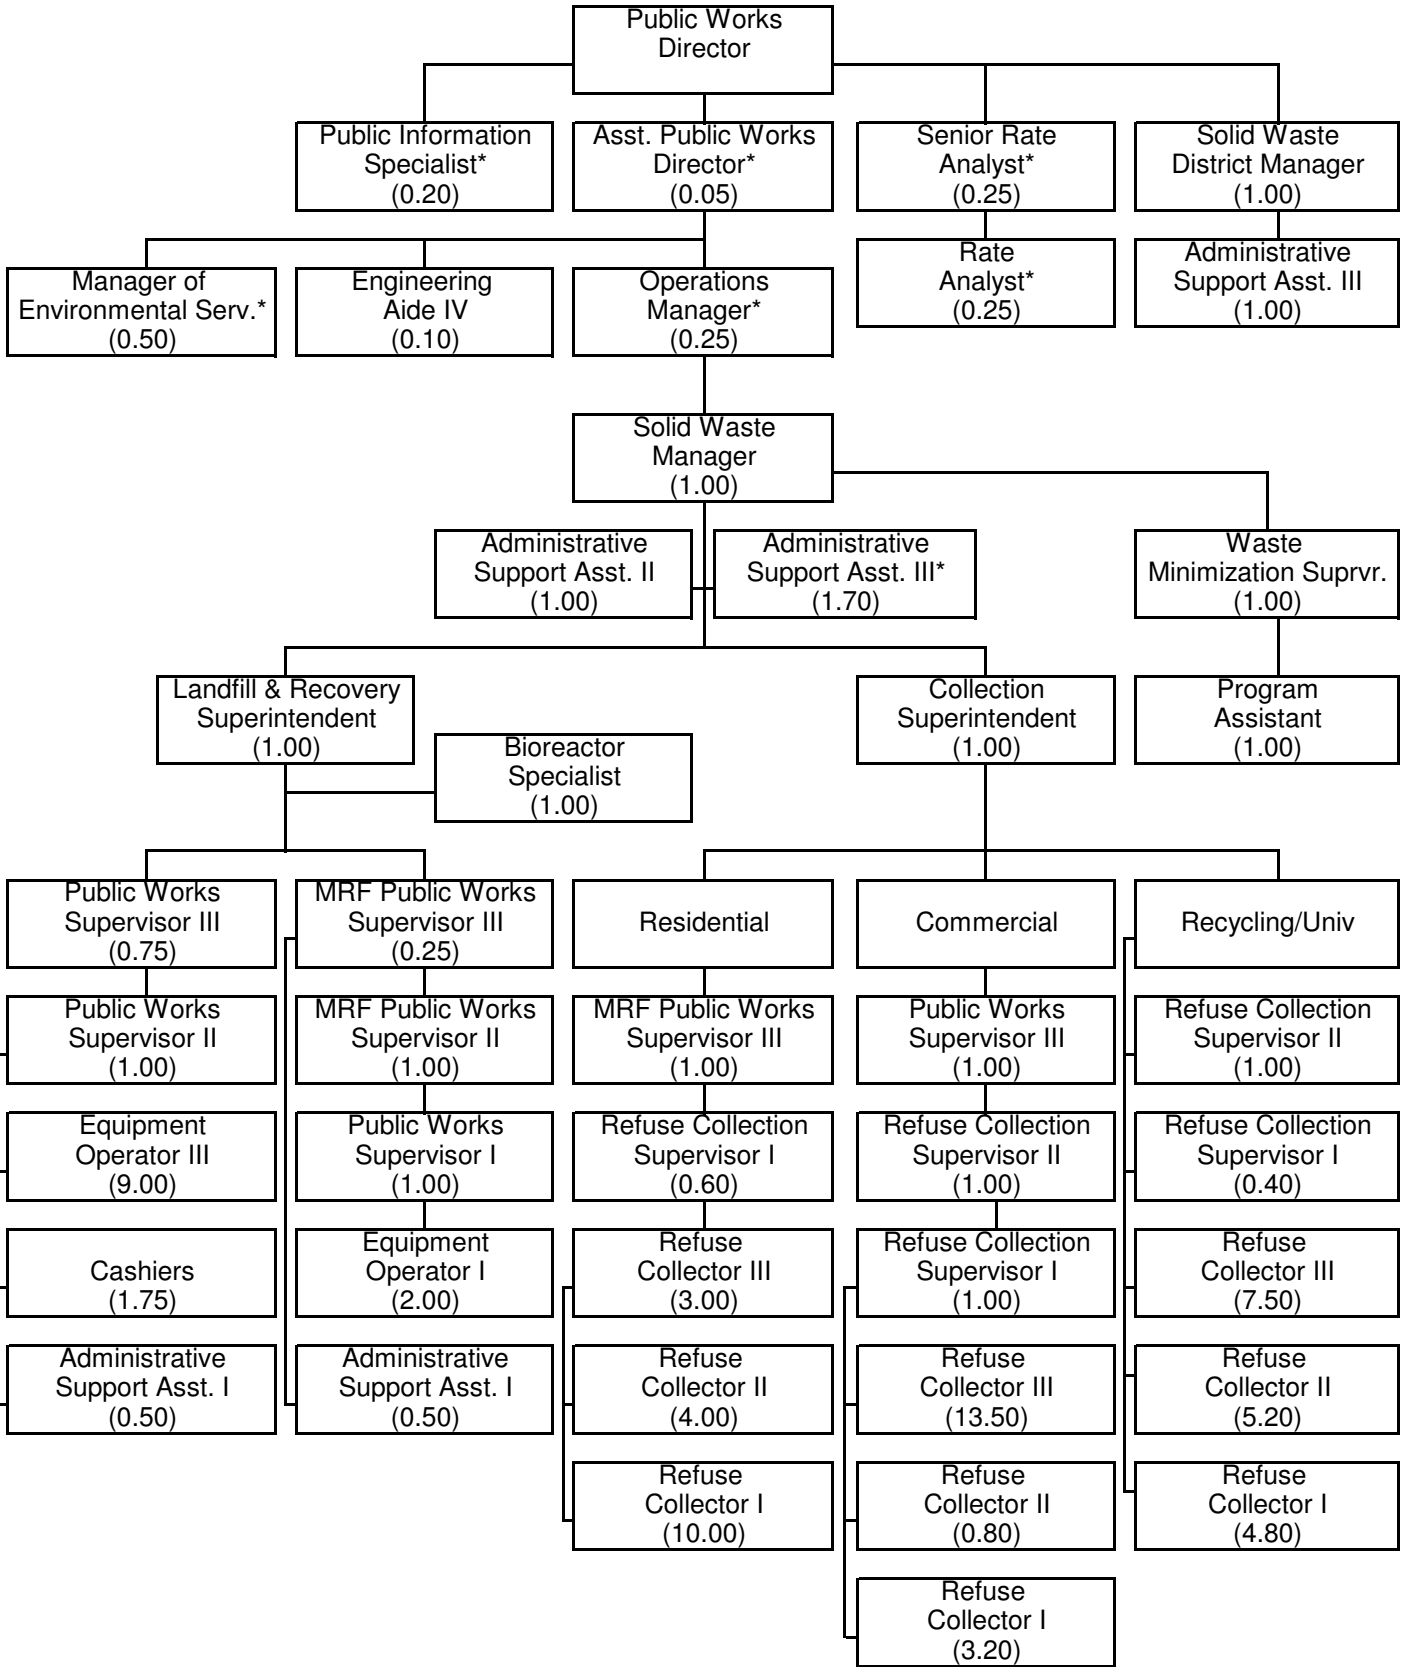 Public Works
Director
Public Information
Specialist*
(0.20)
Asst. Public Works
Director*
(0.05)
Senior Rate
Analyst*
(0.25)
Solid Waste
District Manager
(1.00)
Manager of
Environmental Serv.*
(0.50)
Engineering
Aide IV
(0.10)
Operations
Manager*
(0.25)
Rate
Analyst*
(0.25)
Administrative
Support Asst. III
(1.00)
Solid Waste
Manager
(1.00)
Administrative
Support Asst. II
(1.00)
Administrative
Support Asst. III*
(1.70)
Waste
Minimization Suprvr.
(1.00)
Landfill & Recovery
Superintendent
(1.00)
Bioreactor
Specialist
(1.00)
Collection
Superintendent
(1.00)
Program
Assistant
(1.00)
Public Works
Supervisor III
(0.75)
MRF Public Works
Supervisor III
(0.25)
Residential
Commercial
Recycling/Univ
Public Works
Supervisor II
(1.00)
MRF Public Works
Supervisor II
(1.00)
MRF Public Works
Supervisor III
(1.00)
Public Works
Supervisor III
(1.00)
Refuse Collection
Supervisor II
(1.00)
Equipment
Operator III
(9.00)
Public Works
Supervisor I
(1.00)
Refuse Collection
Supervisor I
(0.60)
Refuse Collection
Supervisor II
(1.00)
Refuse Collection
Supervisor I
(0.40)
Cashiers
(1.75)
Equipment
Operator I
(2.00)
Refuse
Collector III
(3.00)
Refuse Collection
Supervisor I
(1.00)
Refuse
Collector III
(7.50)
Administrative
Support Asst. I
(0.50)
Administrative
Support Asst. I
(0.50)
Refuse
Collector II
(4.00)
Refuse
Collector III
(13.50)
Refuse
Collector II
(5.20)
Refuse
Collector I
(10.00)
Refuse
Collector II
(0.80)
Refuse
Collector I
(4.80)
Refuse
Collector I
(3.20)